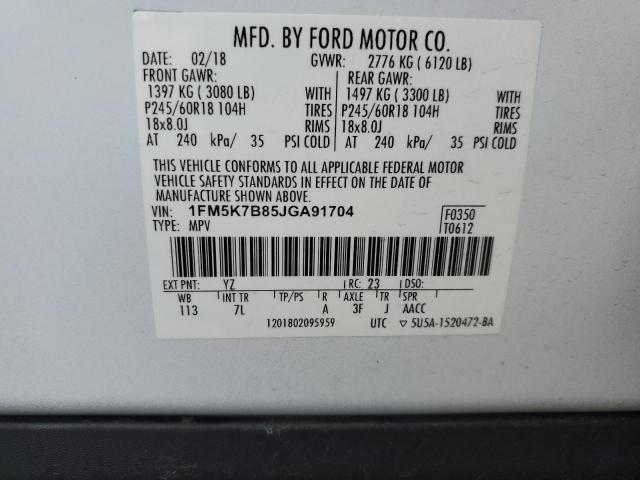 MFD. BY FORD MOTOR CO.
DATE: 02/18 GVWR: 2776 KG ( 6120 LB)
FRONT GAWR: REAR GAWR:
1397 KG ( 3080 LB) WITH 1497 KG ( 3300 LB) WITH
P245/60R18 104H TIRES P245/60R18 104H TIRES
18x8.0J RIMS 18x8.0J RIMS
AT 240 kPa/ 35 PSI COLD AT 240 kPa/ 35 PSI COLD
THIS VEHICLE CONFORMS TO ALL APPLICABLE FEDERAL MOTOR
VEHICLE SAFETY STANDARDS IN EFFECT ON THE DATE OF
MANUFACTURE SHOWN ABOVE.
VIN: 1FM5K7B85JGA91704 F0350
TYPE: MPV T0612
EXT PNT: YZ RC: 23 DSO:
WB INT TR TP/PS R AXLE TR SPR
113 7L A 3F J AACC
1201802095959 UTC ▽ 5U5A-1520472-BA